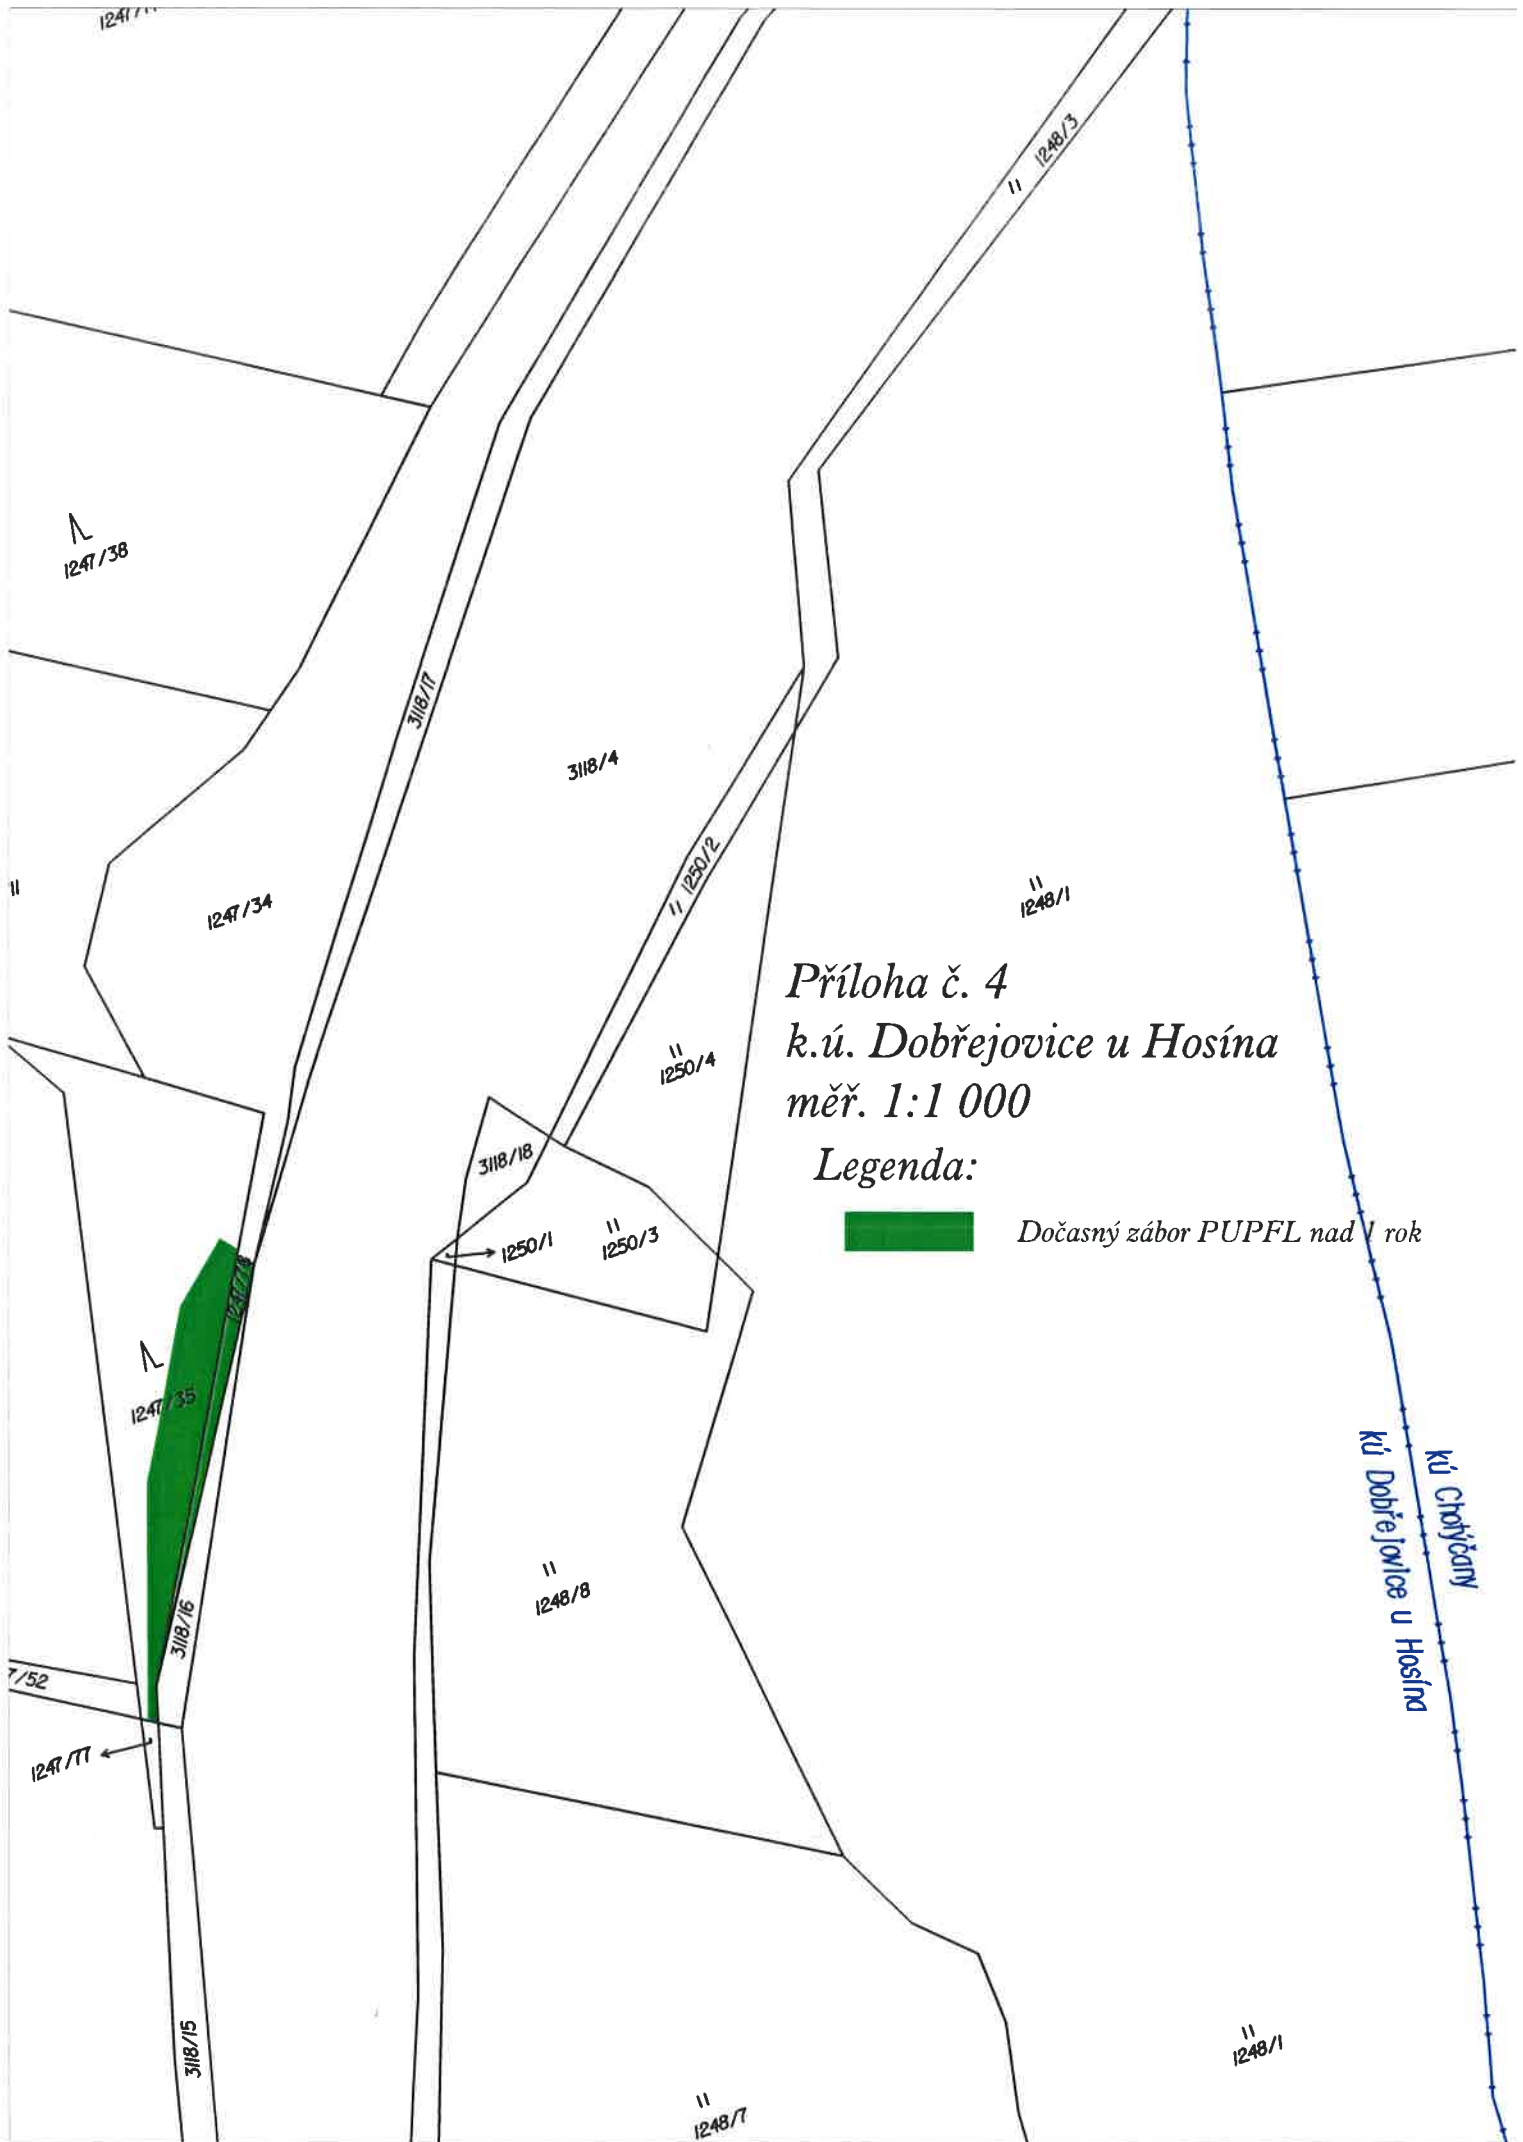 1248/3
1247/38
3118/17
3118/4
1250/2
1248/1
1247/34
Příloha č. 4
k.ú. Dobřejovice u Hosína
měř. 1:1 000
1250/4
3118/18
Legenda:
Dočasný zábor PUPFL nad 1 rok
1250/1
1250/3
1247/35
kú Chotýčany
kú Dobřejovice u Hosína
1248/8
3118/16
7/52
1247/77
3118/15
1248/1
1248/7